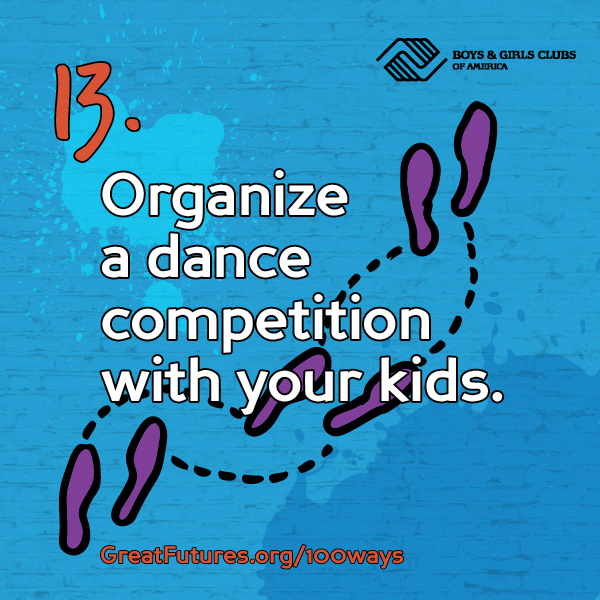 BOYS & GIRLS CLUBS
OF AMERICA
13.
Organize
a dance
competition
with your kids.
GreatFutures.org/100ways